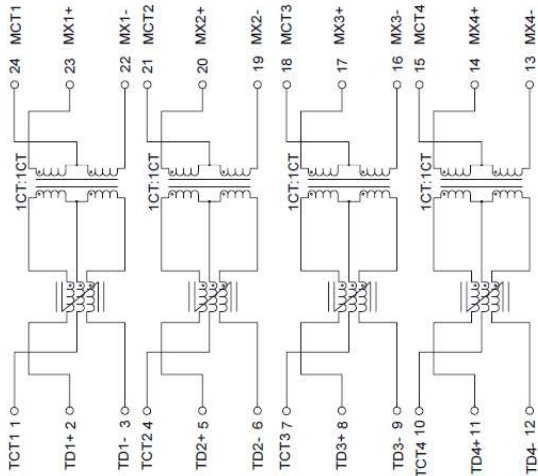 24 MCT1
23 MX1+
22 MX1-
21 MCT2
20 MX2+
19 MX2-
18 MCT3
17 MX3+
16 MX3-
15 MCT4
14 MX4+
13 MX4-
1CT:1CT
1CT:1CT
1CT:1CT
1CT:1CT
TCT1 1
TD1+ 2
TD1- 3
TCT2 4
TD2+ 5
TD2- 6
TCT3 7
TD3+ 8
TD3- 9
TCT4 10
TD4+ 11
TD4- 12